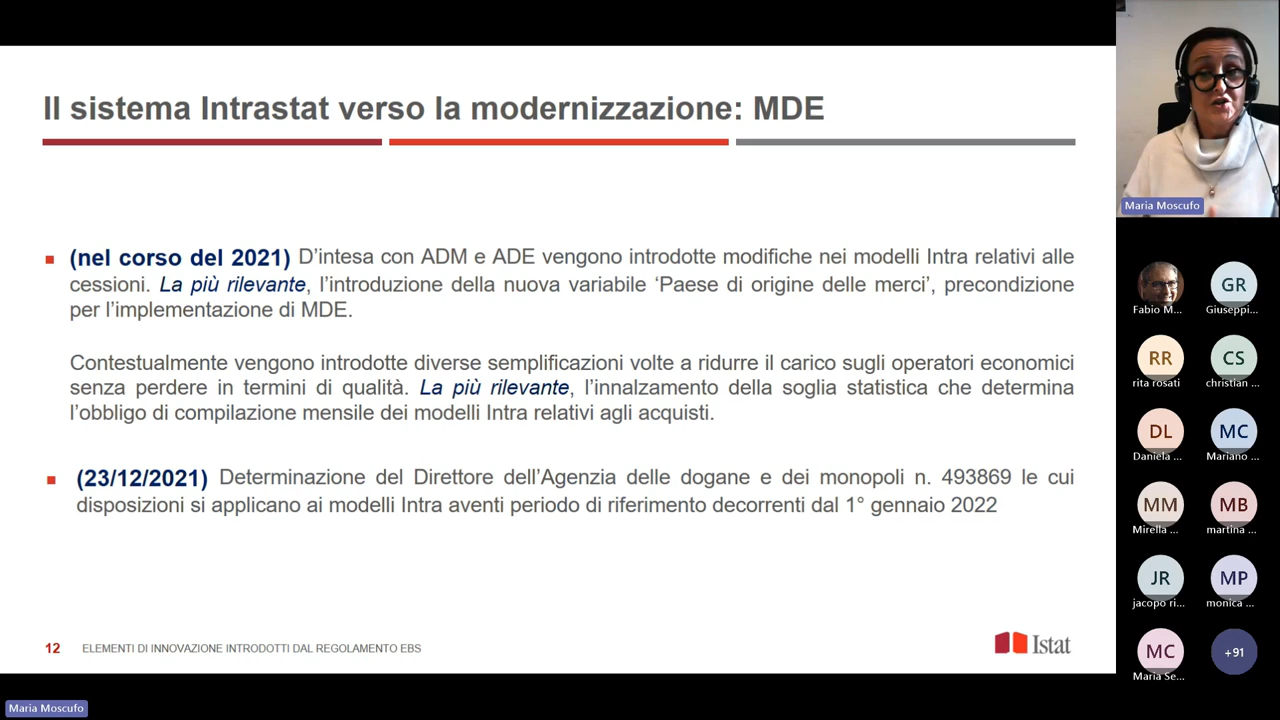 Il sistema Intrastat verso la modernizzazione: MDE
(nel corso del 2021) D’intesa con ADM e ADE vengono introdotte modifiche nei modelli Intra relativi alle
cessioni. La più rilevante, l’introduzione della nuova variabile ‘Paese di origine delle merci’, precondizione
per l’implementazione di MDE.
Contestualmente vengono introdotte diverse semplificazioni volte a ridurre il carico sugli operatori economici
senza perdere in termini di qualità. La più rilevante, l’innalzamento della soglia statistica che determina
l’obbligo di compilazione mensile dei modelli Intra relativi agli acquisti.
(23/12/2021) Determinazione del Direttore dell’Agenzia delle dogane e dei monopoli n. 493869 le cui
disposizioni si applicano ai modelli Intra aventi periodo di riferimento decorrenti dal 1° gennaio 2022
12 ELEMENTI DI INNOVAZIONE INTRODOTTI DAL REGOLAMENTO EBS
Istat
Maria Moscufo
Maria Moscufo
GR
Fabio M... Giuseppi...
RR CS
rita rosati christian ...
DL MC
Daniela ... Mariano ...
MM MB
Mirella ... martina ...
JR MP
jacopo ri... monica ...
MC +91
Maria Se...